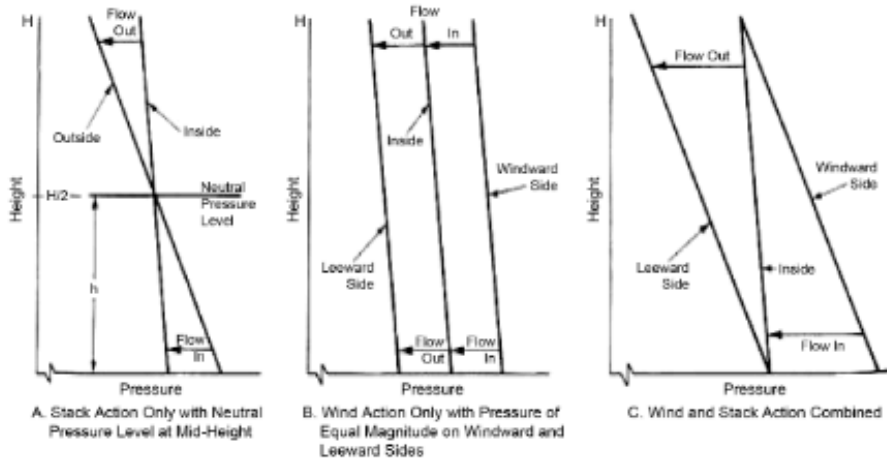 H
Flow
Out
Outside
Inside
Height
H/2
Neutral
Pressure
Level
h
Flow
In
Pressure
A. Stack Action Only with Neutral
Pressure Level at Mid-Height
H
Flow
Out
In
Inside
Windward
Side
Height
Leeward
Side
Flow
Out
Flow
In
Pressure
B. Wind Action Only with Pressure of
Equal Magnitude on Windward and
Leeward Sides
H
Flow Out
Windward
Side
Height
Leeward
Side
Inside
Flow In
Pressure
C. Wind and Stack Action Combined